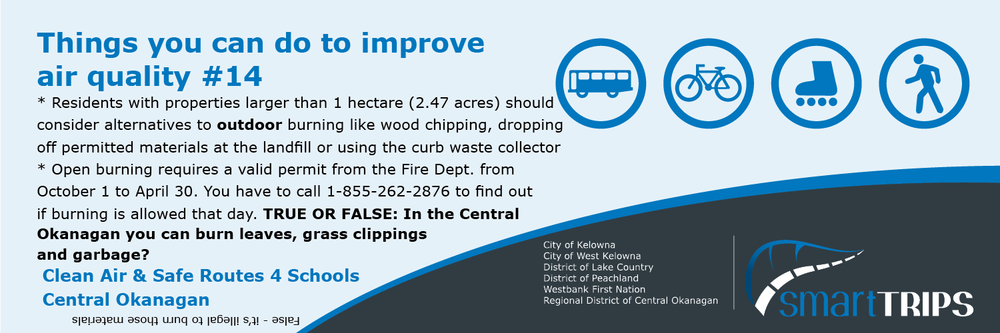 Things you can do to improve
air quality #14
* Residents with properties larger than 1 hectare (2.47 acres) should
consider alternatives to outdoor burning like wood chipping, dropping
off permitted materials at the landfill or using the curb waste collector
* Open burning requires a valid permit from the Fire Dept. from
October 1 to April 30. You have to call 1-855-262-2876 to find out
if burning is allowed that day. TRUE OR FALSE: In the Central
Okanagan you can burn leaves, grass clippings
and garbage?
Clean Air & Safe Routes 4 Schools
Central Okanagan
False - it's illegal to burn those materials
City of Kelowna
City of West Kelowna
District of Lake Country
District of Peachland
Westbank First Nation
Regional District of Central Okanagan
smartTRIPS